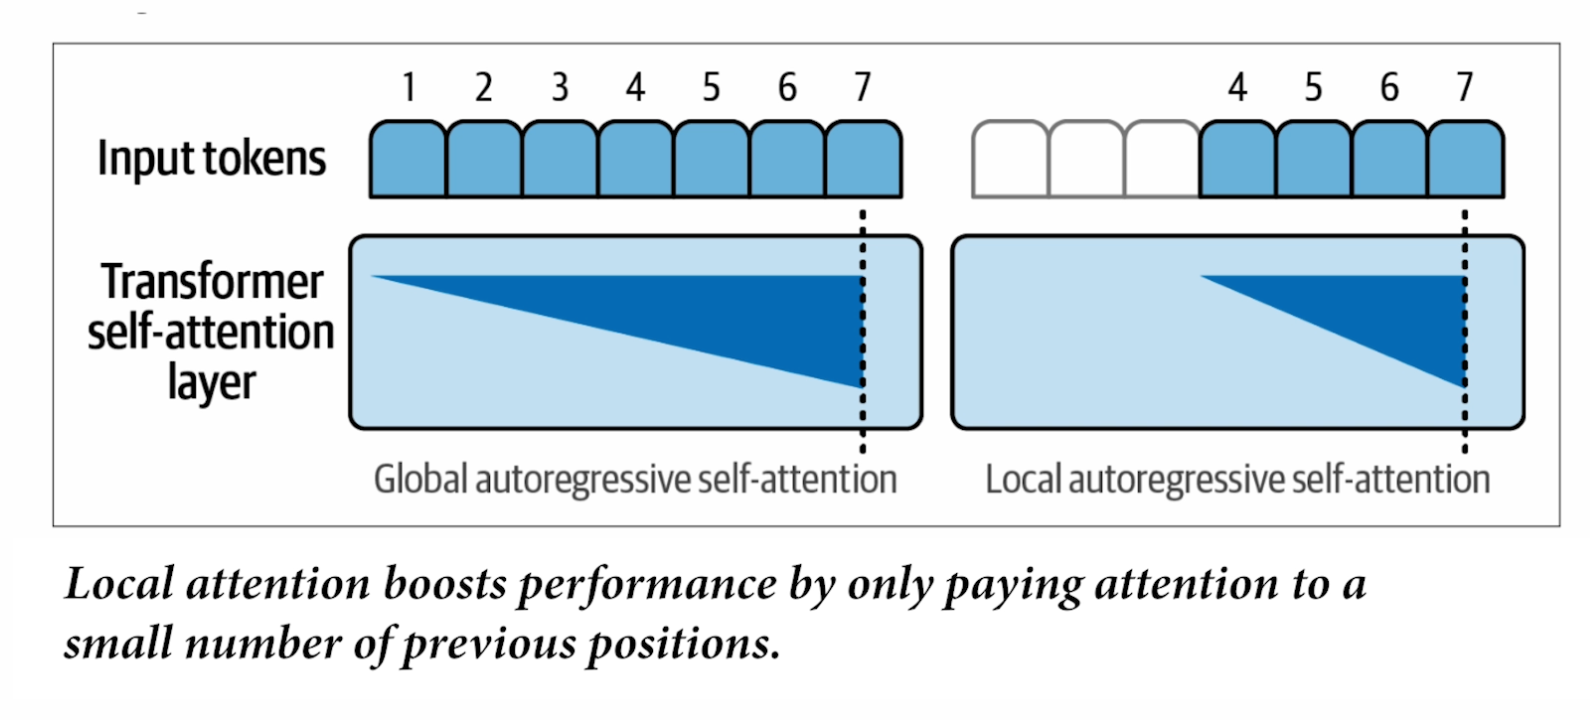 1 2 3 4 5 6 7 4 5 6 7
Input tokens
Transformer
self-attention
layer
Global autoregressive self-attention Local autoregressive self-attention
Local attention boosts performance by only paying attention to a
small number of previous positions.